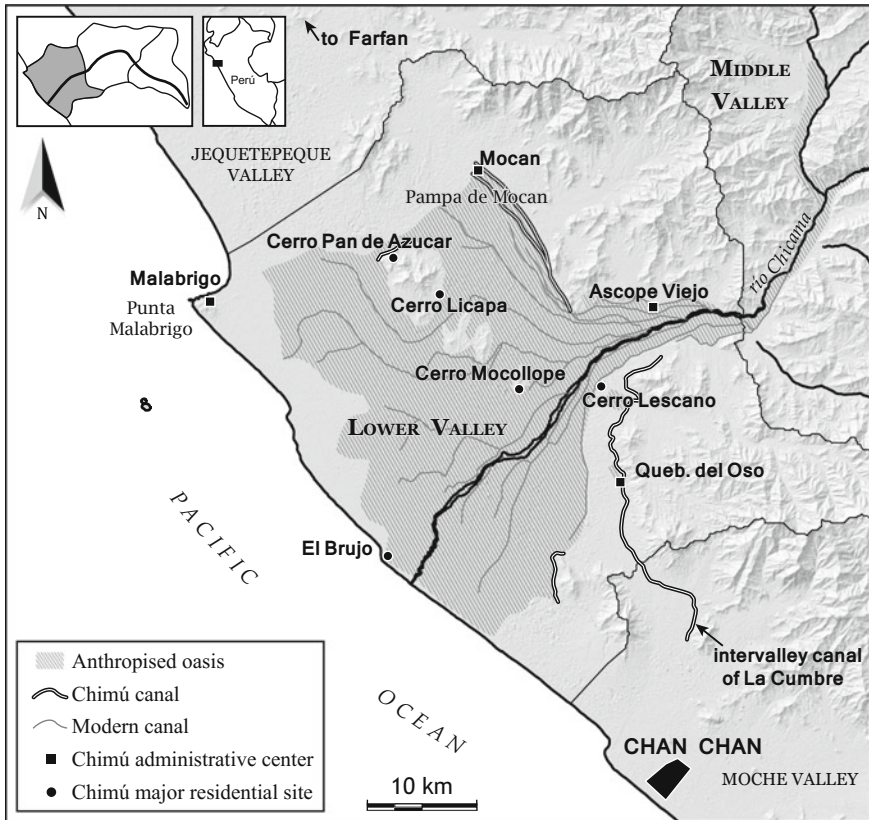 to Farfan
Perú
MIDDLE
VALLEY
JEQUETEPEQUE
VALLEY
N
Mocan
Pampa de Mocan
río Chicama
Cerro Pan de Azucar
Malabrigo
Punta
Malabrigo
Cerro Licapa
Ascope Viejo
Cerro Mocollope
Cerro Lescano
LOWER VALLEY
Queb. del Oso
PACIFIC
El Brujo
intervalley canal
of La Cumbre
OCEAN
Anthropised oasis
Chimú canal
Modern canal
Chimú administrative center
Chimú major residential site
10 km
CHAN CHAN
MOCHE VALLEY